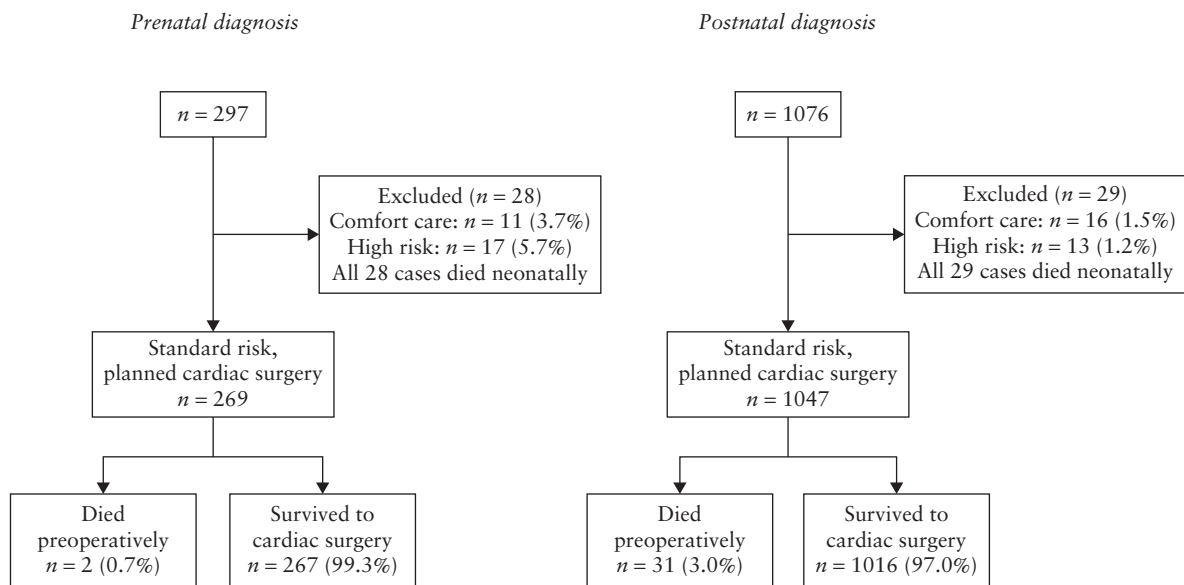 Prenatal diagnosis
n = 297
Excluded (n = 28)
Comfort care: n = 11 (3.7%)
High risk: n = 17 (5.7%)
All 28 cases died neonatally
Standard risk,
planned cardiac surgery
n = 269
Died
preoperatively
n = 2 (0.7%)
Survived to
cardiac surgery
n = 267 (99.3%)
Postnatal diagnosis
n = 1076
Excluded (n = 29)
Comfort care: n = 16 (1.5%)
High risk: n = 13 (1.2%)
All 29 cases died neonatally
Standard risk,
planned cardiac surgery
n = 1047
Died
preoperatively
n = 31 (3.0%)
Survived to
cardiac surgery
n = 1016 (97.0%)